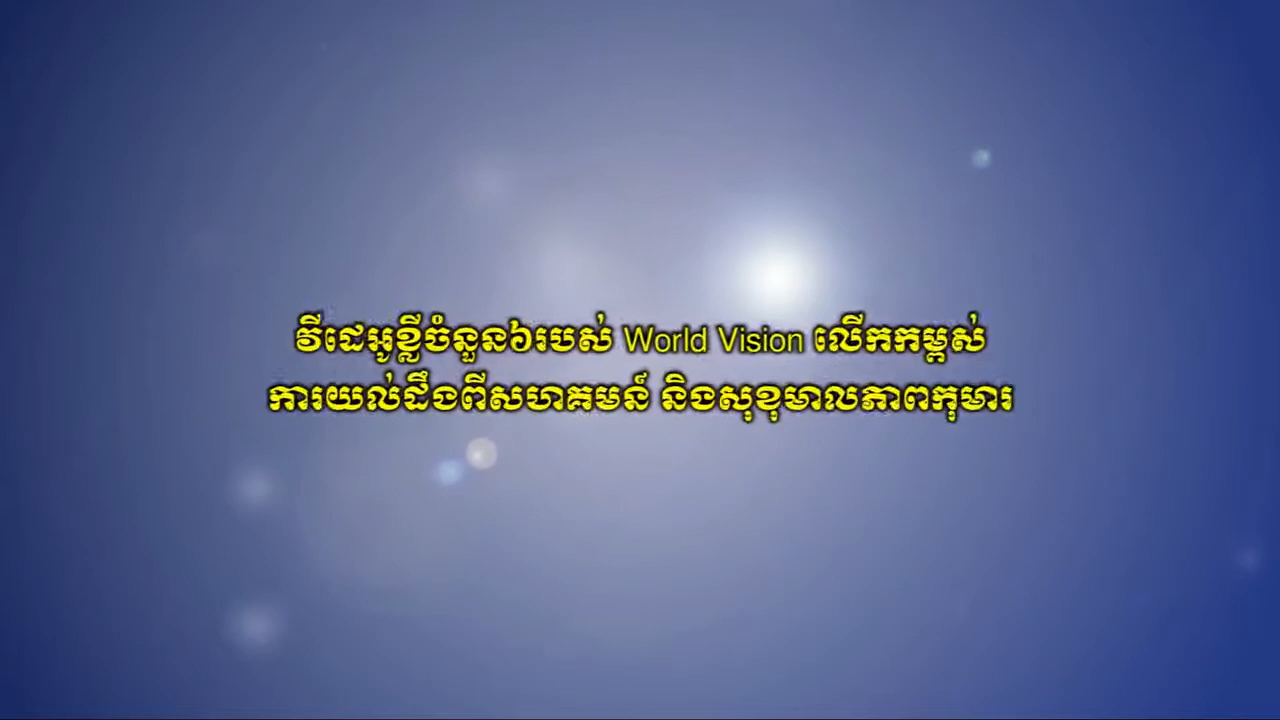 វីដេអូខ្លីចំនួន៦របស់ World Vision លើកកម្ពស់
ការយល់ដឹងពីសហគមន៍ និងសុខុមាលភាពកុមារ